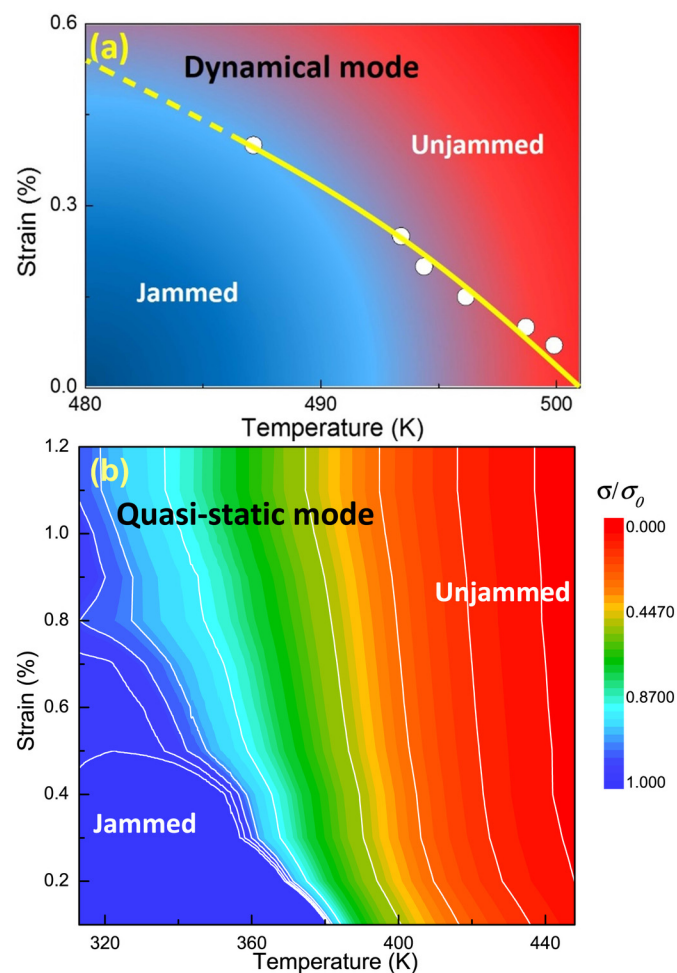 0.6
(a)
Dynamical mode
Unjammed
Strain (%)
0.3
Jammed
0.0
480
490
500
Temperature (K)
1.2
(b)
Quasi-static mode
1.0
σ/σ0
0.000
Unjammed
0.8
0.4470
Strain (%)
0.6
0.8700
0.4
1.000
Jammed
0.2
320
360
400
440
Temperature (K)